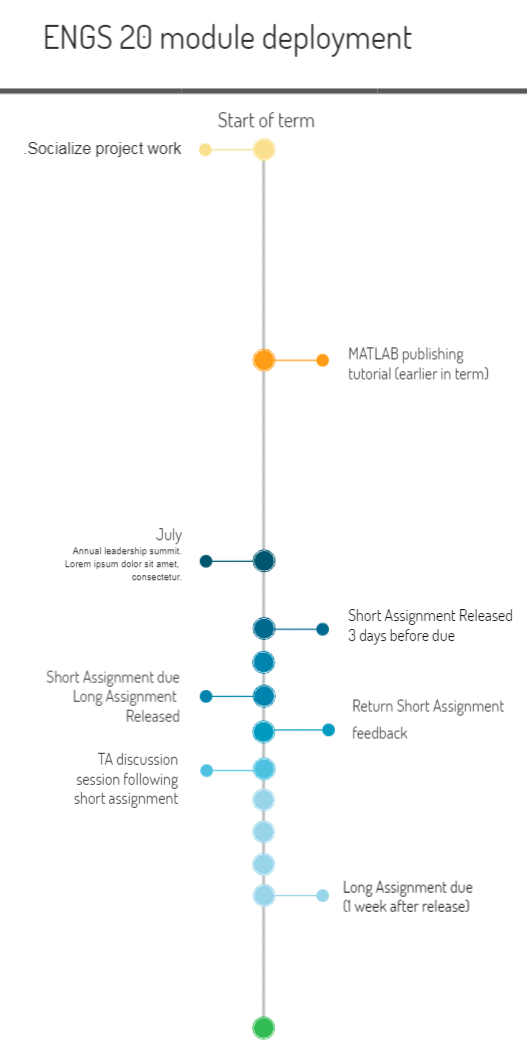 ENGS 20 module deployment
Start of term
.Socialize project work
MATLAB publishing
tutorial (earlier in term)
July
Annual leadership summit.
Lorem ipsum dolor sit amet,
consectetur.
Short Assignment Released
3 days before due
Short Assignment due
Long Assignment
Released
Return Short Assignment
feedback
TA discussion
session following
short assignment
Long Assignment due
(1 week after release)